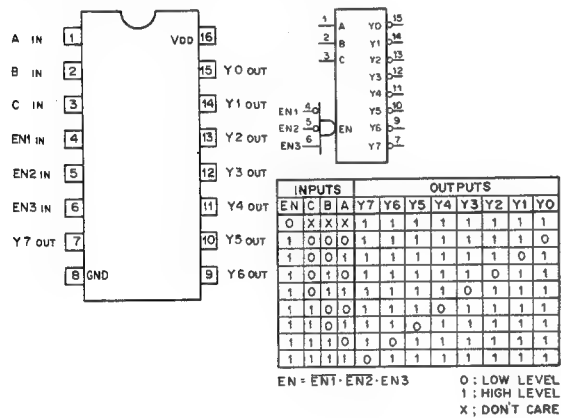 A IN 1
VDD 16
B IN 2
15 Y0 OUT
C IN 3
14 Y1 OUT
EN1 IN 4
13 Y2 OUT
EN2 IN 5
12 Y3 OUT
EN3 IN 6
11 Y4 OUT
Y7 OUT 7
10 Y5 OUT
8 GND
9 Y6 OUT
1 A Y0 15
2 B Y1 14
3 C Y2 13
Y3 12
Y4 11
EN1 4 Y5 10
EN2 5 EN Y6 9
EN3 6 Y7 7
INPUTS OUTPUTS
EN C B A Y7 Y6 Y5 Y4 Y3 Y2 Y1 Y0
0 X X X 1 1 1 1 1 1 1 1
1 0 0 0 1 1 1 1 1 1 1 0
1 0 0 1 1 1 1 1 1 1 0 1
1 0 1 0 1 1 1 1 1 0 1 1
1 0 1 1 1 1 1 1 0 1 1 1
1 1 0 0 1 1 1 0 1 1 1 1
1 1 0 1 1 1 0 1 1 1 1 1
1 1 1 0 1 0 1 1 1 1 1 1
1 1 1 1 0 1 1 1 1 1 1 1
EN = E̅N̅1̅ · E̅N̅2̅ · EN3
0 ; LOW LEVEL
1 ; HIGH LEVEL
X ; DON'T CARE